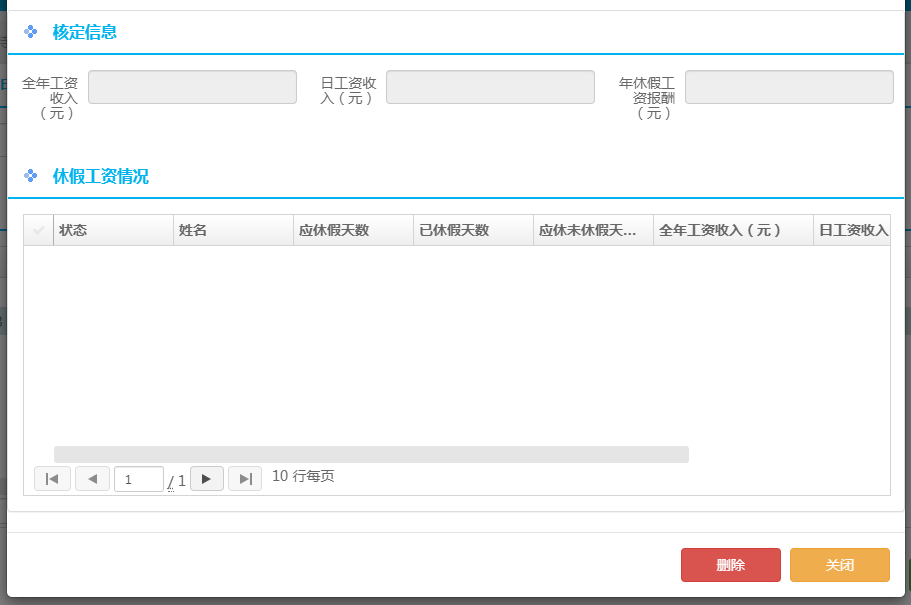 核定信息
全年工资
收入
（元）
日工资收
入（元）
年休假工
资报酬
（元）
休假工资情况
状态 姓名 应休假天数 已休假天数 应休未休假天... 全年工资收入（元） 日工资收入
1 / 1 10 行每页
删除 关闭